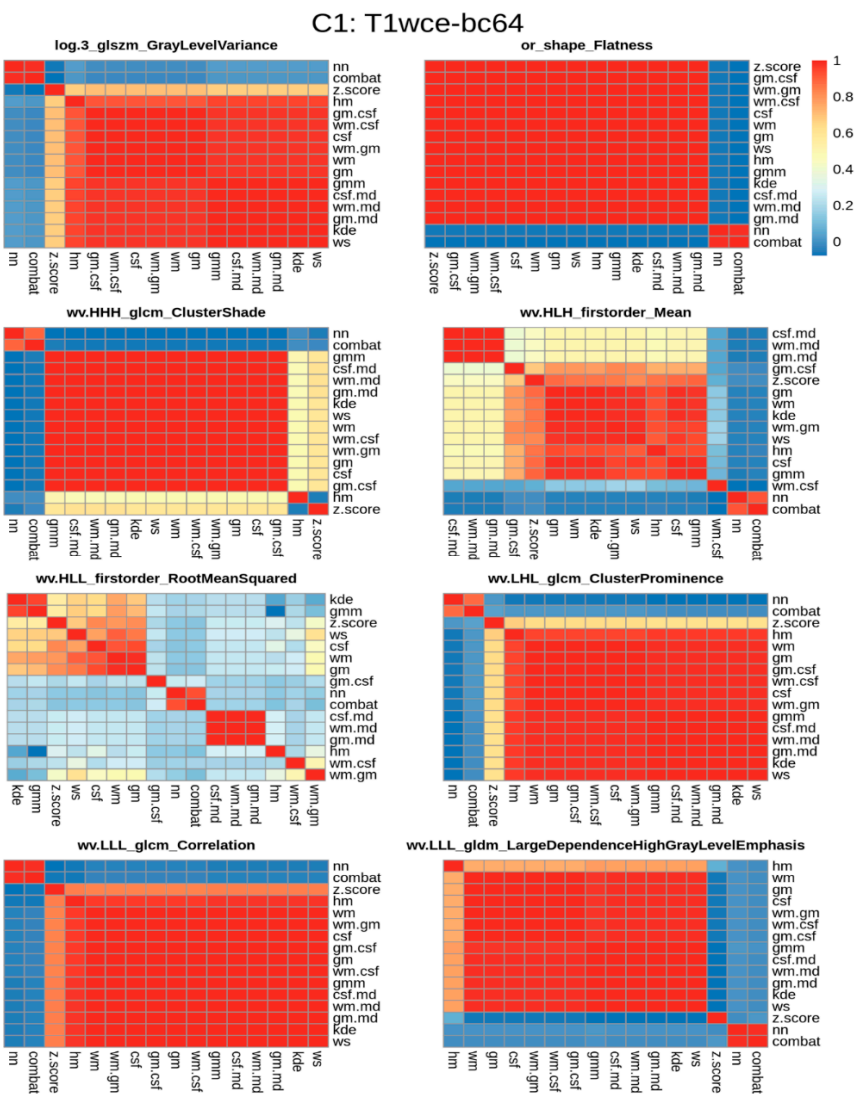 C1: T1wce-bc64
log.3_glszm_GrayLevelVariance
nn
combat
z.score
hm
gm.csf
wm.csf
csf
wm.gm
wm
gm
gmm
csf.md
wm.md
gm.md
kde
ws
nn
combat
z.score
hm
gm.csf
wm.csf
wm.gm
wm
gm
csf.md
wm.md
gm.md
kde
ws
or_shape_Flatness
z.score
gm.csf
wm.gm
wm.csf
csf
wm
gm
ws
hm
gmm
kde
csf.md
wm.md
gm.md
nn
combat
z.score
gm.csf
wm.gm
wm.csf
csf
wm
gm
ws
hm
gmm
kde
csf.md
wm.md
gm.md
nn
combat
1
0.8
0.6
0.4
0.2
0
wv.HHH_glcm_ClusterShade
nn
combat
gmm
csf.md
wm.md
gm.md
kde
ws
wm
wm.csf
wm.gm
gm
csf
gm.csf
hm
z.score
nn
combat
gmm
csf.md
wm.md
gm.md
kde
ws
wm
wm.csf
wm.gm
gm
csf
gm.csf
hm
z.score
wv.HLH_firstorder_Mean
csf.md
wm.md
gm.md
gm.csf
z.score
gm
wm
kde
wm.gm
ws
hm
csf
gmm
wm.csf
nn
combat
csf.md
wm.md
gm.md
gm.csf
z.score
gm
wm
kde
wm.gm
ws
hm
csf
gmm
wm.csf
nn
combat
wv.HLL_firstorder_RootMeanSquared
kde
gmm
z.score
ws
csf
wm
gm
gm.csf
nn
combat
csf.md
wm.md
gm.md
hm
wm.csf
wm.gm
kde
gmm
z.score
ws
csf
wm
gm
gm.csf
nn
combat
csf.md
wm.md
gm.md
hm
wm.csf
wm.gm
wv.LHL_glcm_ClusterProminence
nn
combat
z.score
hm
wm
gm
gm.csf
wm.csf
csf
wm.gm
gmm
csf.md
wm.md
gm.md
kde
ws
nn
combat
z.score
hm
wm
gm
gm.csf
wm.csf
csf
wm.gm
gmm
csf.md
wm.md
gm.md
kde
ws
wv.LLL_glcm_Correlation
nn
combat
z.score
hm
wm
wm.gm
csf
gm.csf
gm
wm.csf
gmm
csf.md
wm.md
gm.md
kde
ws
nn
combat
z.score
hm
wm
wm.gm
csf
gm.csf
gm
wm.csf
gmm
csf.md
wm.md
gm.md
kde
ws
wv.LLL_gldm_LargeDependenceHighGrayLevelEmphasis
hm
wm
gm
csf
wm.gm
wm.csf
gm.csf
gmm
csf.md
wm.md
gm.md
kde
ws
z.score
nn
combat
hm
wm
gm
csf
wm.gm
wm.csf
gm.csf
gmm
csf.md
wm.md
gm.md
kde
ws
z.score
nn
combat